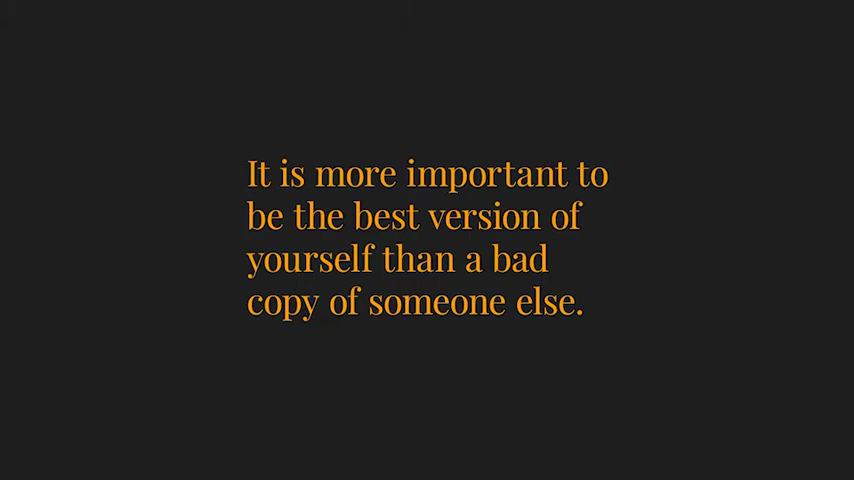 It is more important to
be the best version of
yourself than a bad
copy of someone else.